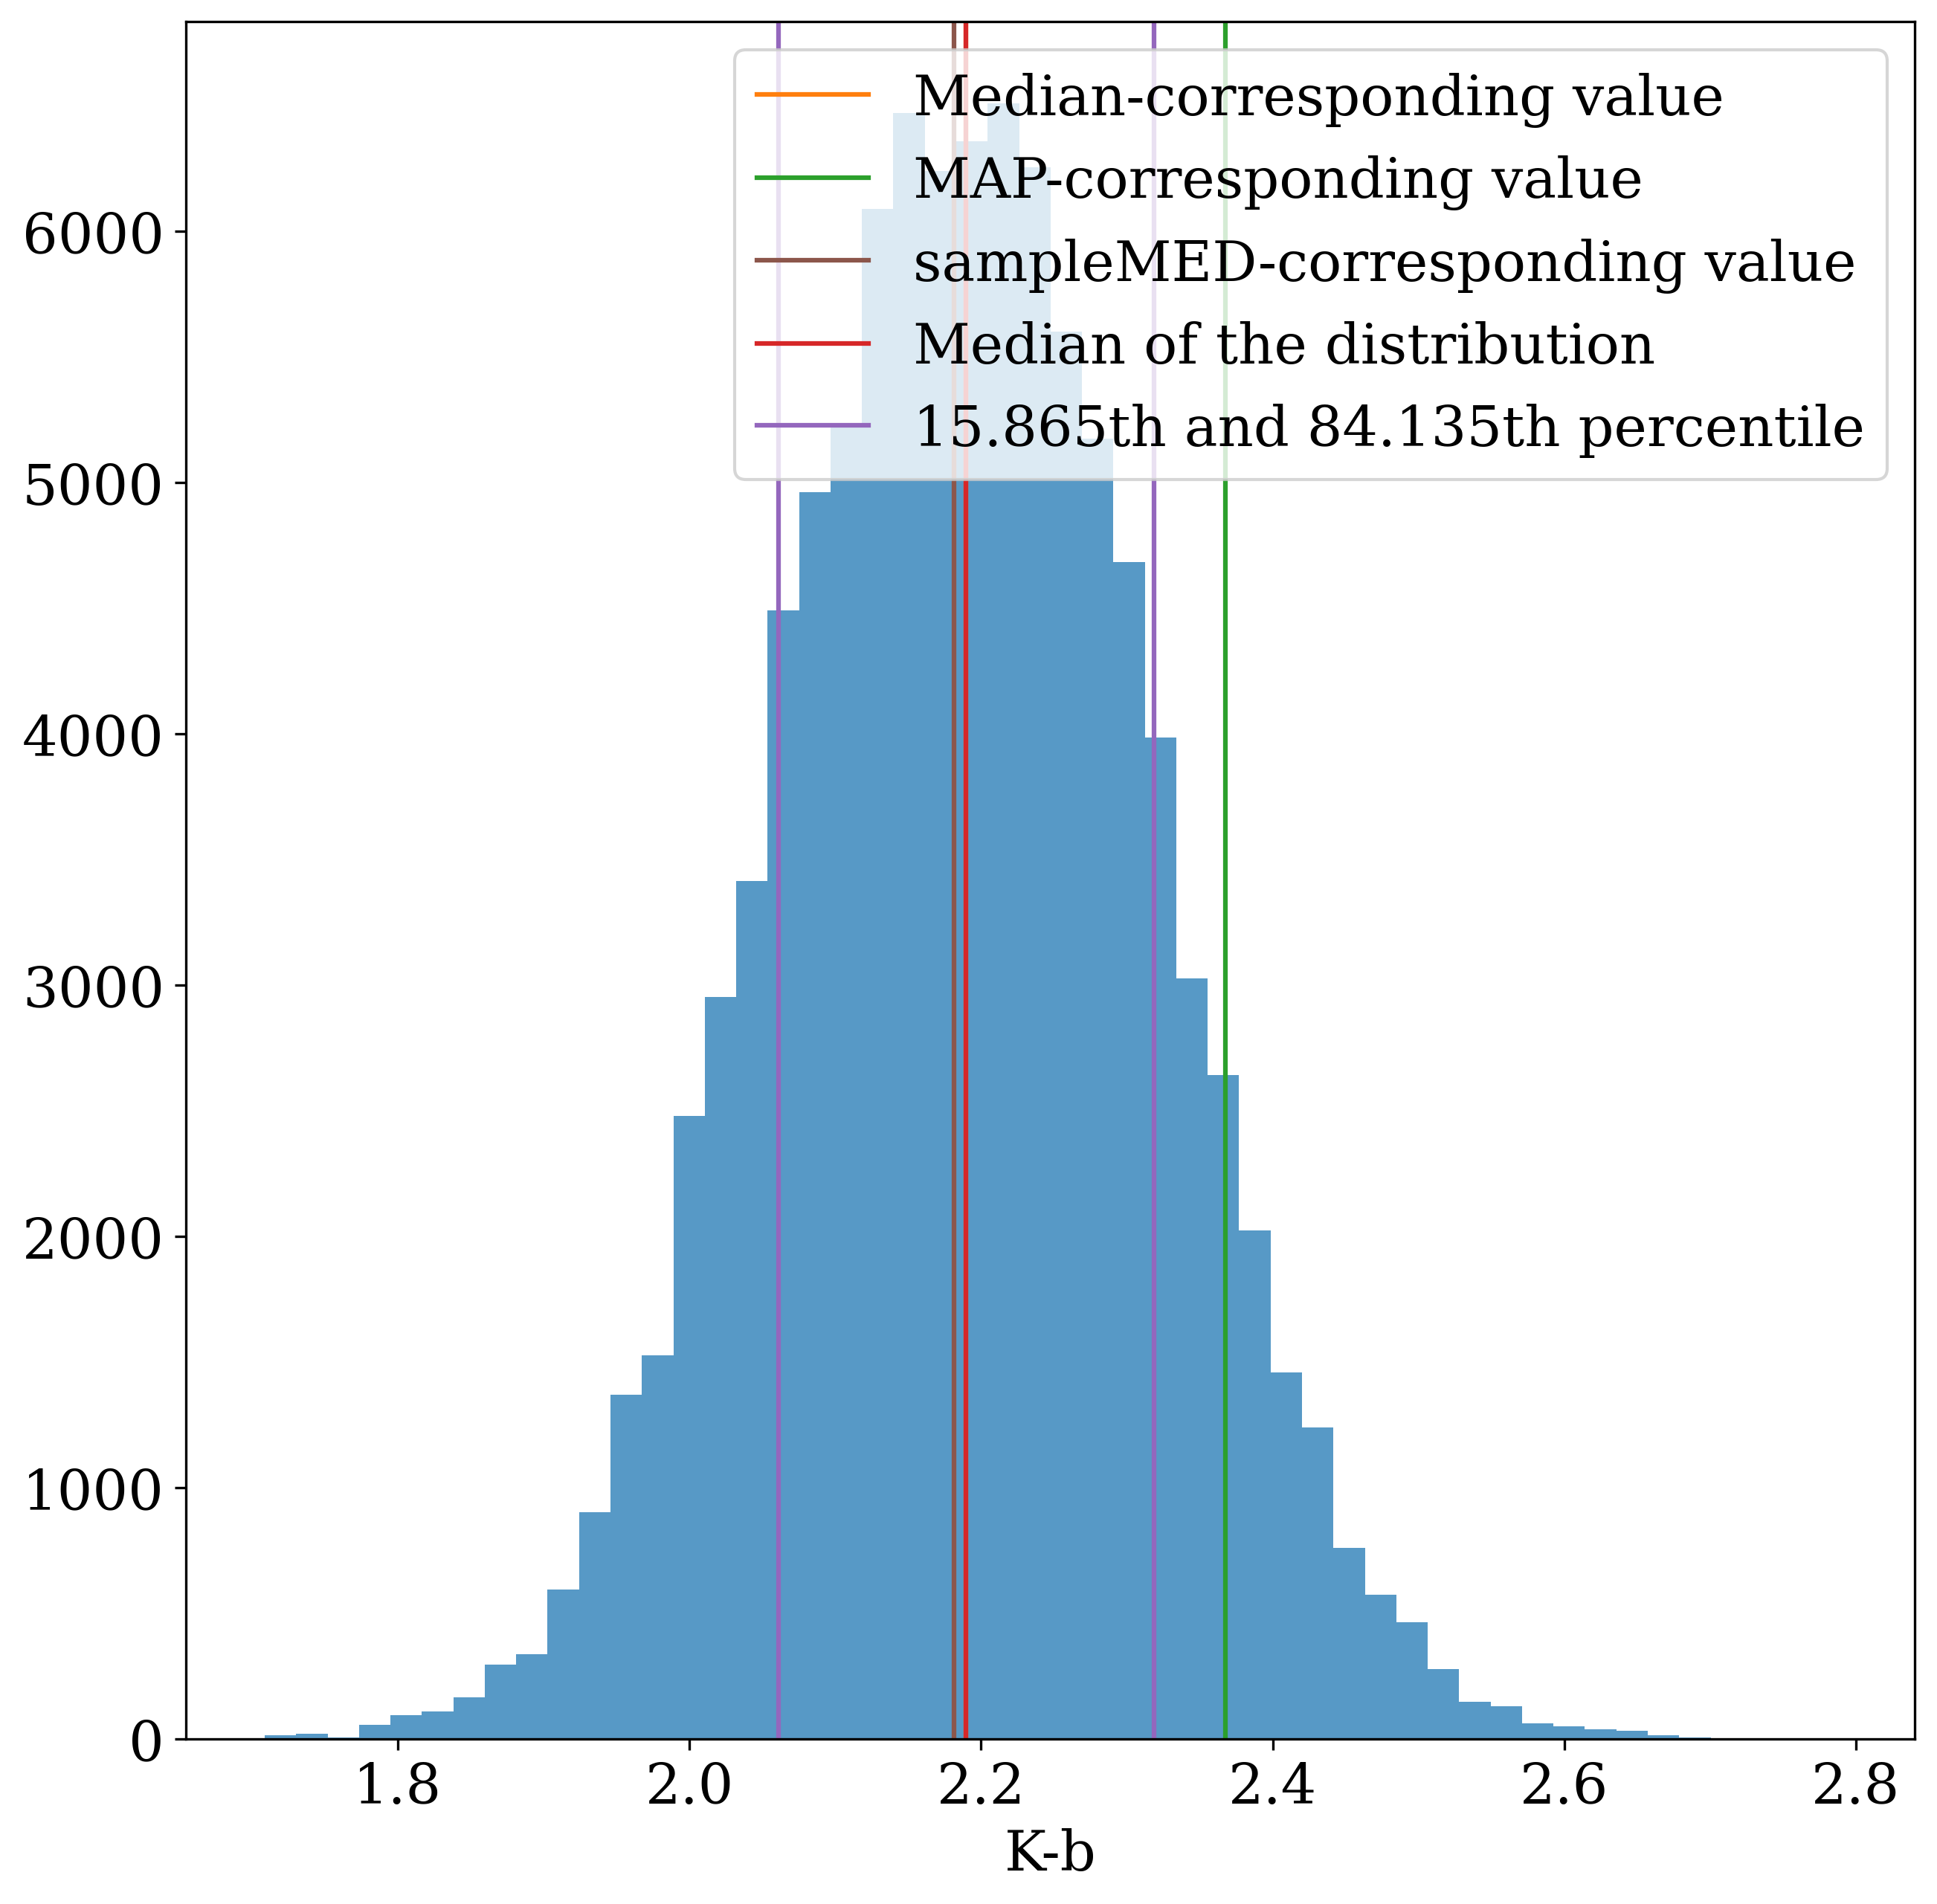 Median-corresponding value
MAP-corresponding value
sampleMED-corresponding value
Median of the distribution
15.865th and 84.135th percentile
6000
5000
4000
3000
2000
1000
0
1.8 2.0 2.2 2.4 2.6 2.8
K-b